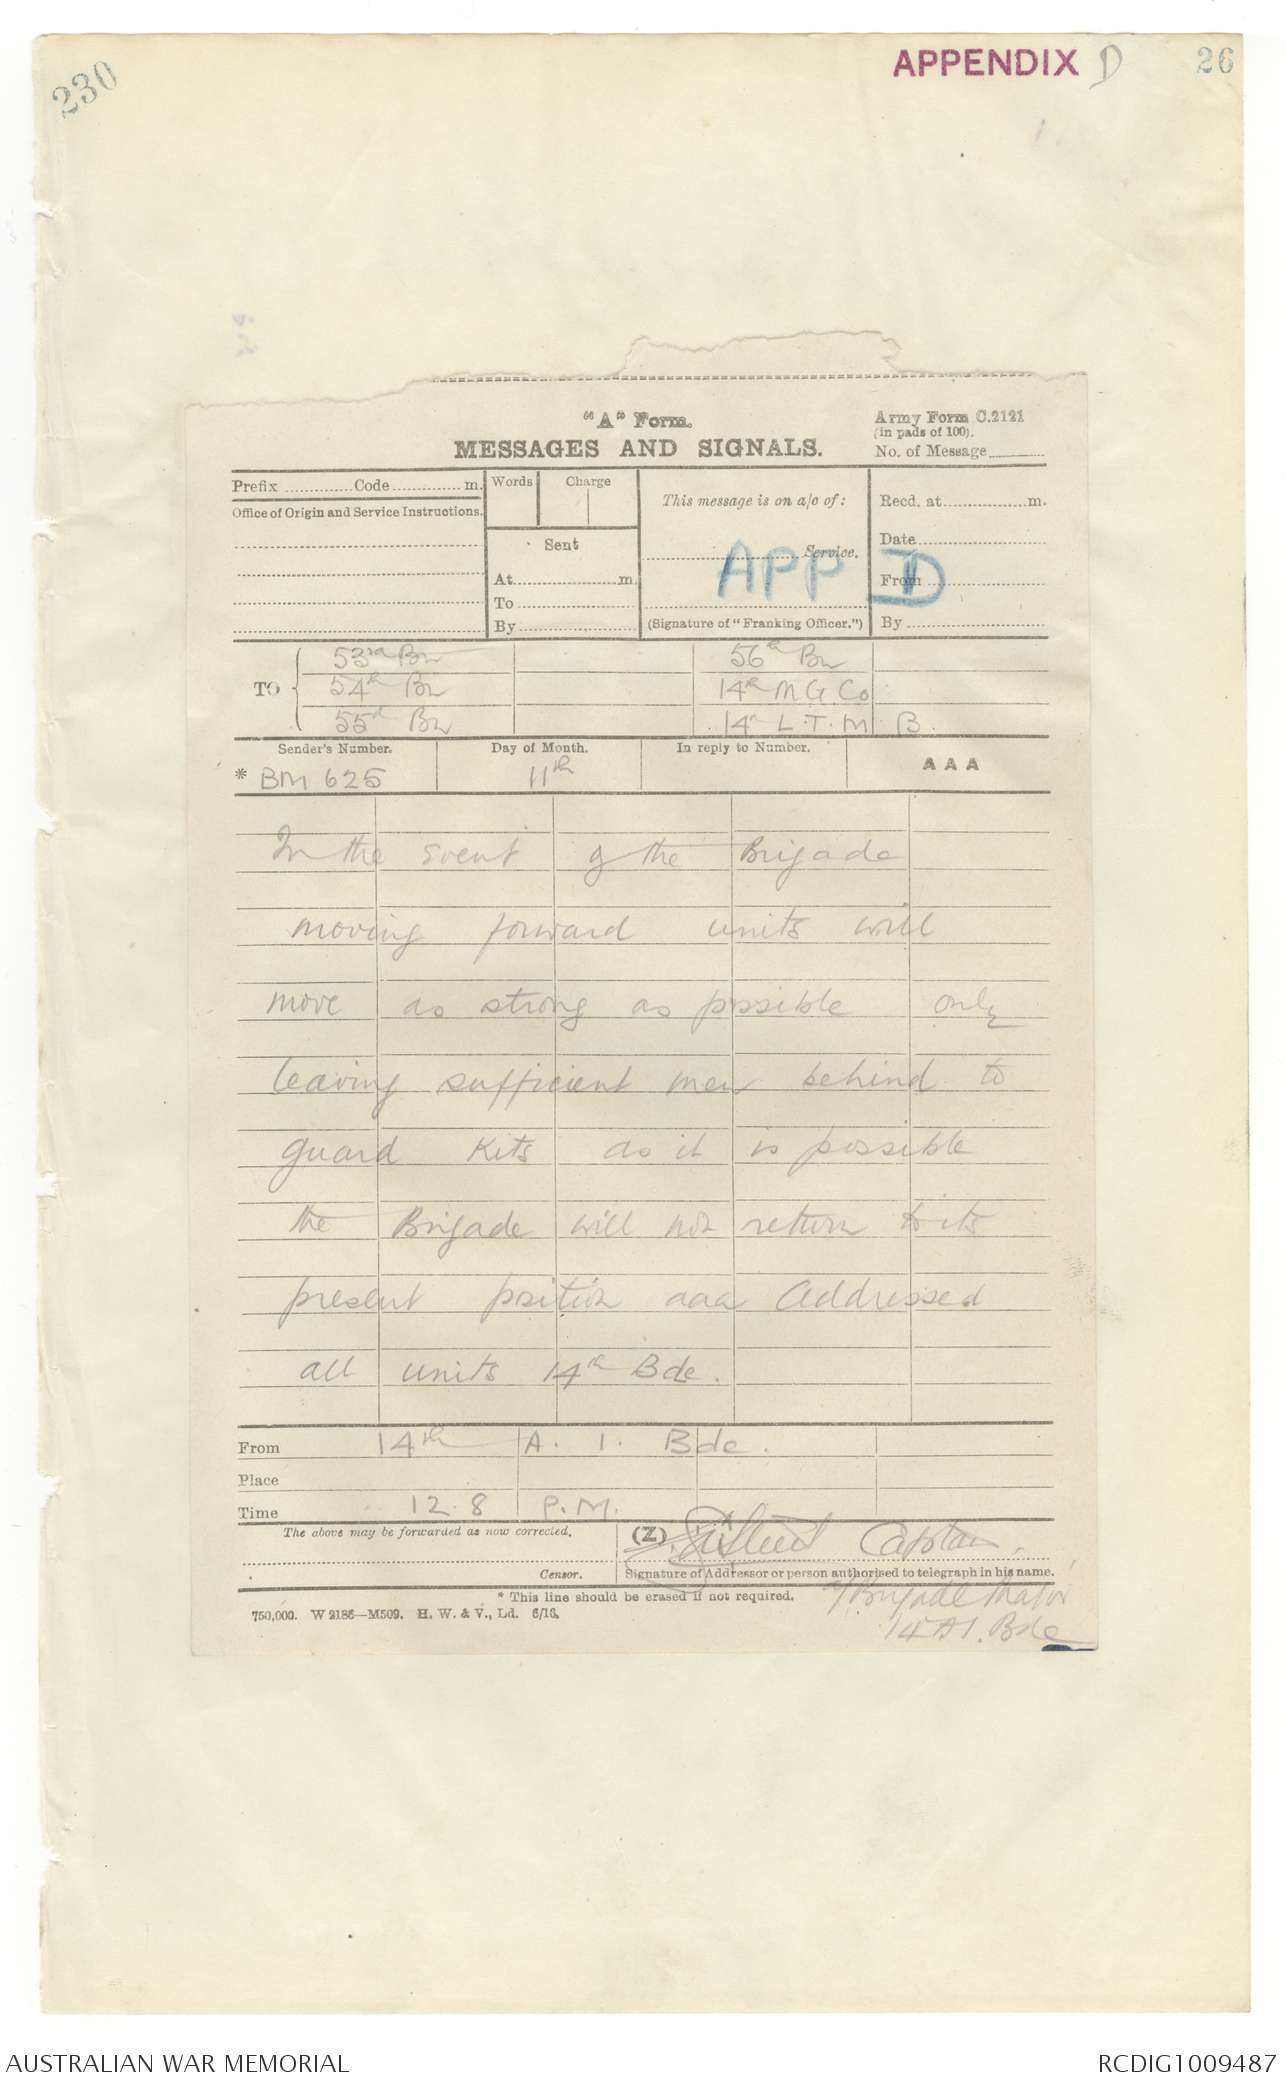 230
APPENDIX D 26
"A" Form.
MESSAGES AND SIGNALS.
Army Form C.2121
(in pads of 100).
No. of Message
Prefix Code m.
Words Charge
This message is on a/c of:
Recd. at m.
Office of Origin and Service Instructions.
Sent
Service.
Date
APP D
At m.
From
To
By
(Signature of "Franking Officer.")
By
TO
53rd Bn 56th Bn
54th Bn 14th M G. Co
55th Bn 14th L. T. M B.
Sender's Number. Day of Month. In reply to Number. AAA
* BM 625 11th
In the event of the Brigade
moving forward units will
move as strong as possible only
leaving sufficient men behind to
guard Kits as it is possible
the Brigade will not return to its
present position aaa Addressed
all units 14th Bde.
From 14th A. I. Bde.
Place
Time 12.8 P.M.
The above may be forwarded as now corrected. (Z) Captain.
Censor. Signature of Addressor or person authorised to telegraph in his name.
* This line should be erased if not required.
a/Brigade Major
750,000. W 2186—M509. H. W. & V., Ld. 6/16.
14 A I. Bde
AUSTRALIAN WAR MEMORIAL RCDIG1009487